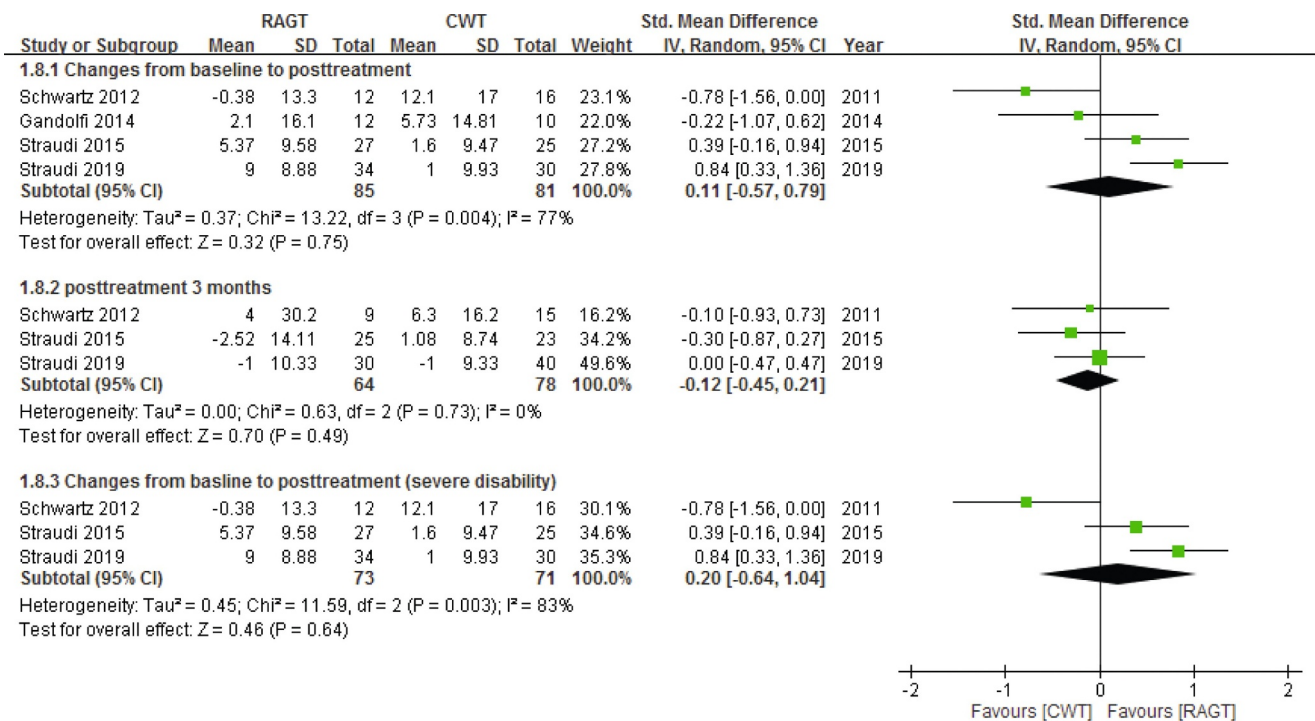 RAGT CWT Std. Mean Difference Std. Mean Difference
Study or Subgroup Mean SD Total Mean SD Total Weight IV, Random, 95% CI Year IV, Random, 95% CI
1.8.1 Changes from baseline to posttreatment
Schwartz 2012 -0.38 13.3 12 12.1 17 16 23.1% -0.78 [-1.56, 0.00] 2011
Gandolfi 2014 2.1 16.1 12 5.73 14.81 10 22.0% -0.22 [-1.07, 0.62] 2014
Straudi 2015 5.37 9.58 27 1.6 9.47 25 27.2% 0.39 [-0.16, 0.94] 2015
Straudi 2019 9 8.88 34 1 9.93 30 27.8% 0.84 [0.33, 1.36] 2019
Subtotal (95% CI) 85 81 100.0% 0.11 [-0.57, 0.79]
Heterogeneity: Tau² = 0.37; Chi² = 13.22, df = 3 (P = 0.004); I² = 77%
Test for overall effect: Z = 0.32 (P = 0.75)
1.8.2 posttreatment 3 months
Schwartz 2012 4 30.2 9 6.3 16.2 15 16.2% -0.10 [-0.93, 0.73] 2011
Straudi 2015 -2.52 14.11 25 1.08 8.74 23 34.2% -0.30 [-0.87, 0.27] 2015
Straudi 2019 -1 10.33 30 -1 9.33 40 49.6% 0.00 [-0.47, 0.47] 2019
Subtotal (95% CI) 64 78 100.0% -0.12 [-0.45, 0.21]
Heterogeneity: Tau² = 0.00; Chi² = 0.63, df = 2 (P = 0.73); I² = 0%
Test for overall effect: Z = 0.70 (P = 0.49)
1.8.3 Changes from basline to posttreatment (severe disability)
Schwartz 2012 -0.38 13.3 12 12.1 17 16 30.1% -0.78 [-1.56, 0.00] 2011
Straudi 2015 5.37 9.58 27 1.6 9.47 25 34.6% 0.39 [-0.16, 0.94] 2015
Straudi 2019 9 8.88 34 1 9.93 30 35.3% 0.84 [0.33, 1.36] 2019
Subtotal (95% CI) 73 71 100.0% 0.20 [-0.64, 1.04]
Heterogeneity: Tau² = 0.45; Chi² = 11.59, df = 2 (P = 0.003); I² = 83%
Test for overall effect: Z = 0.46 (P = 0.64)
-2 -1 0 1 2
Favours [CWT] Favours [RAGT]